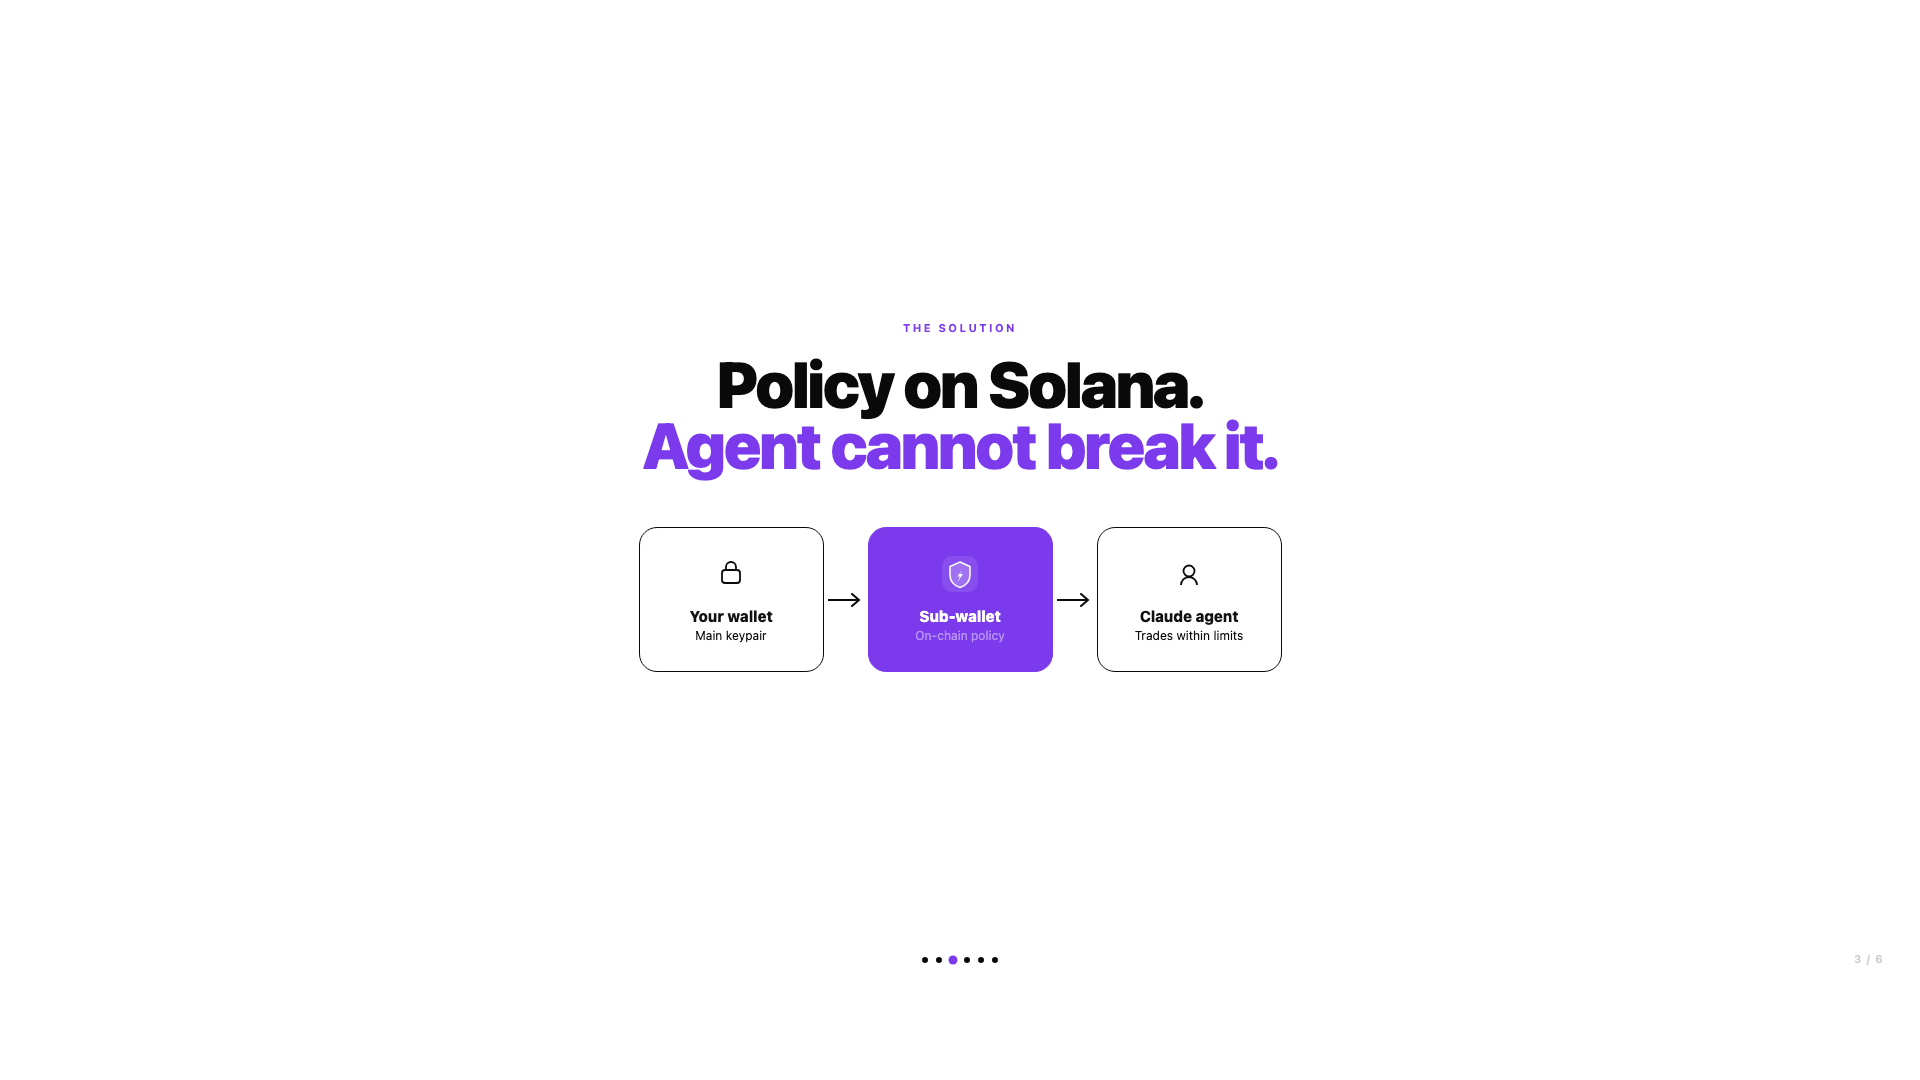 THE SOLUTION
Policy on Solana.
Agent cannot break it.
Your wallet
Main keypair
Sub-wallet
On-chain policy
Claude agent
Trades within limits
3 / 6